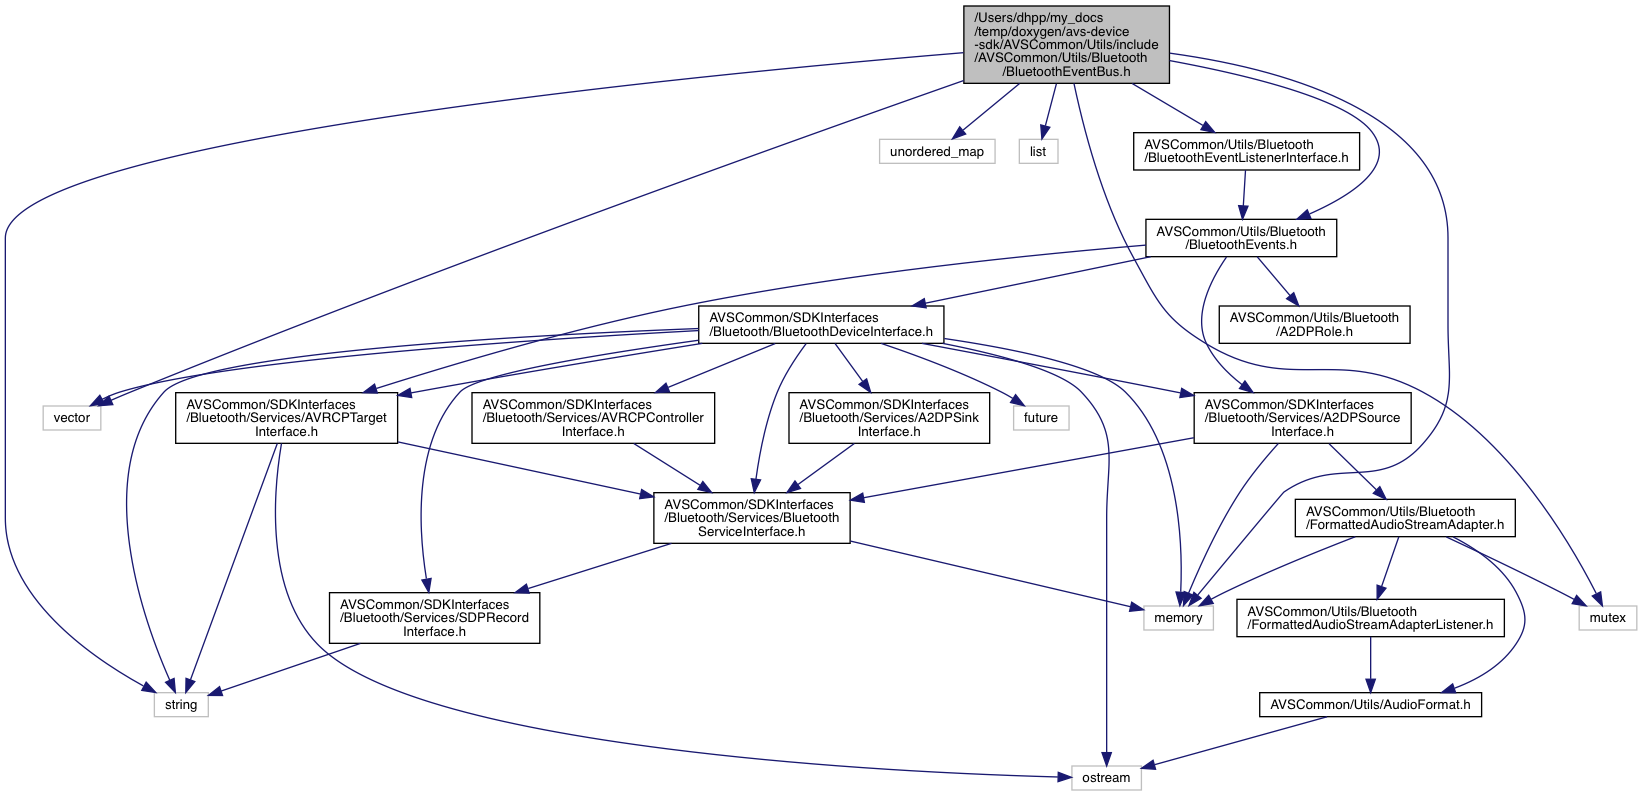 /Users/dhpp/my_docs
/temp/doxygen/avs-device
-sdk/AVSCommon/Utils/include
/AVSCommon/Utils/Bluetooth
/BluetoothEventBus.h
unordered_map
list
AVSCommon/Utils/Bluetooth
/BluetoothEventListenerInterface.h
AVSCommon/Utils/Bluetooth
/BluetoothEvents.h
AVSCommon/SDKInterfaces
/Bluetooth/BluetoothDeviceInterface.h
AVSCommon/Utils/Bluetooth
/A2DPRole.h
vector
AVSCommon/SDKInterfaces
/Bluetooth/Services/AVRCPTarget
Interface.h
AVSCommon/SDKInterfaces
/Bluetooth/Services/AVRCPController
Interface.h
AVSCommon/SDKInterfaces
/Bluetooth/Services/A2DPSink
Interface.h
future
AVSCommon/SDKInterfaces
/Bluetooth/Services/A2DPSource
Interface.h
AVSCommon/SDKInterfaces
/Bluetooth/Services/Bluetooth
ServiceInterface.h
AVSCommon/Utils/Bluetooth
/FormattedAudioStreamAdapter.h
AVSCommon/SDKInterfaces
/Bluetooth/Services/SDPRecord
Interface.h
memory
AVSCommon/Utils/Bluetooth
/FormattedAudioStreamAdapterListener.h
mutex
string
AVSCommon/Utils/AudioFormat.h
ostream